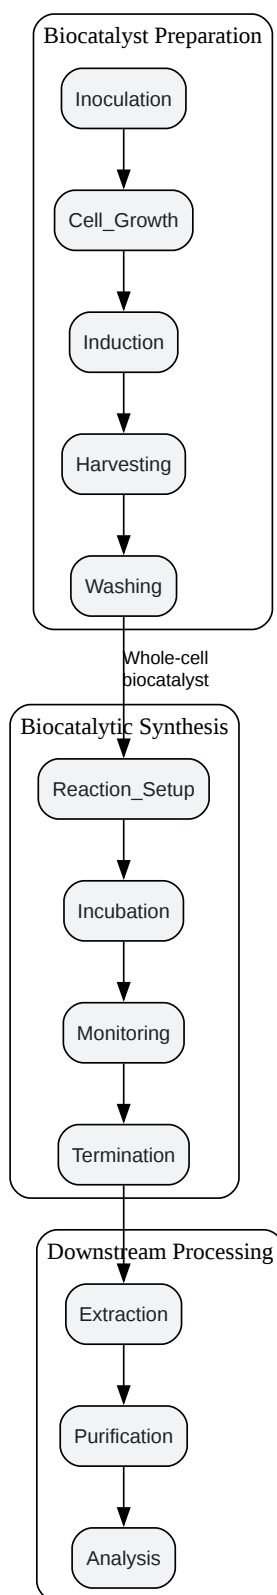 Biocatalyst Preparation
Inoculation
Cell_Growth
Induction
Harvesting
Washing
Whole-cell
biocatalyst
Biocatalytic Synthesis
Reaction_Setup
Incubation
Monitoring
Termination
Downstream Processing
Extraction
Purification
Analysis